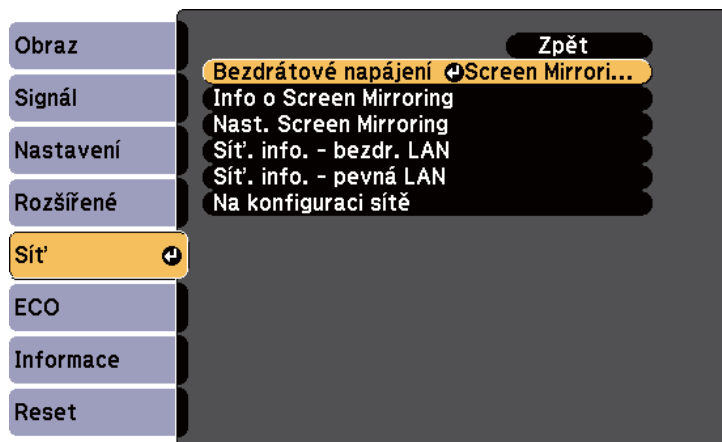 Obraz
Signál
Nastavení
Rozšířené
Síť
ECO
Informace
Reset
Zpět
Bezdrátové napájení Screen Mirrori...
Info o Screen Mirroring
Nast. Screen Mirroring
Síť. info. - bezdr. LAN
Síť. info. - pevná LAN
Na konfiguraci sítě